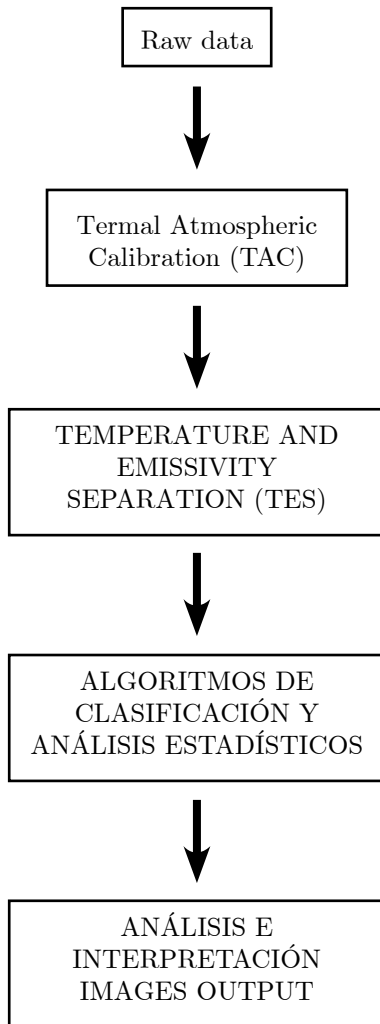 Raw data
Termal Atmospheric
Calibration (TAC)
TEMPERATURE AND
EMISSIVITY
SEPARATION (TES)
ALGORITMOS DE
CLASIFICACIÓN Y
ANÁLISIS ESTADÍSTICOS
ANÁLISIS E
INTERPRETACIÓN
IMAGES OUTPUT